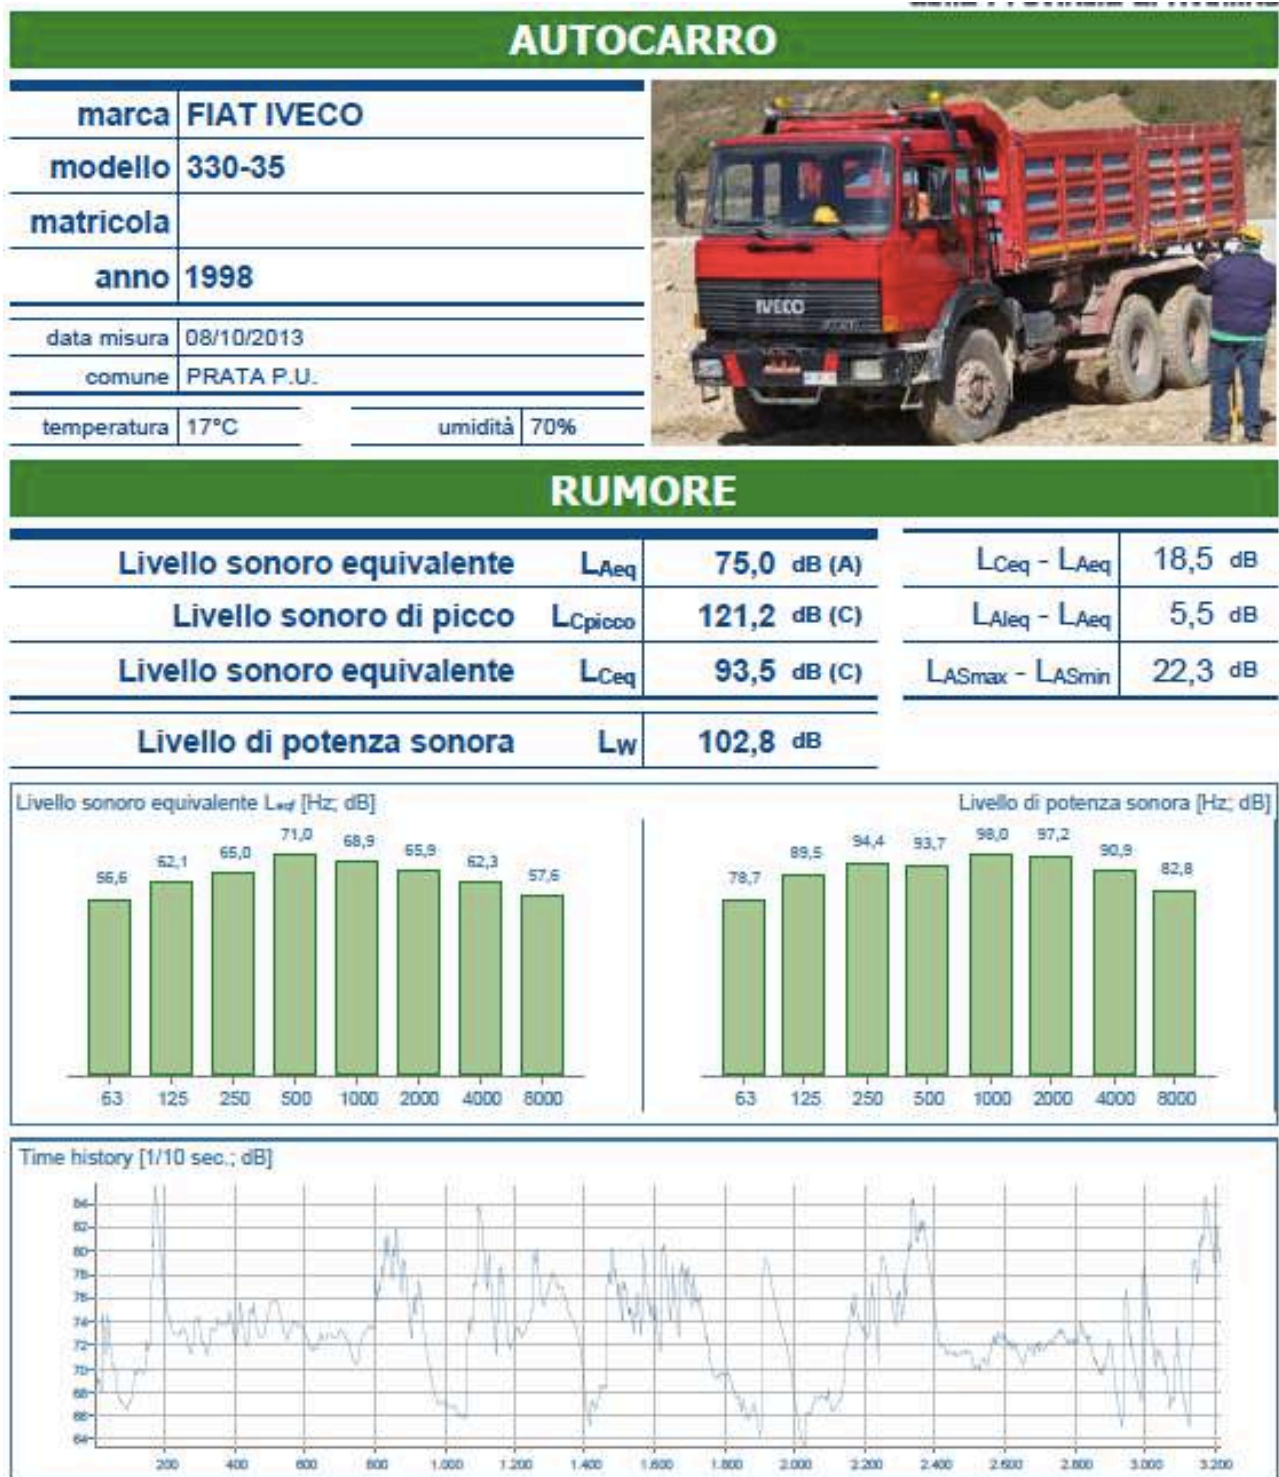 AUTOCARRO
marca FIAT IVECO
modello 330-35
matricola
anno 1998
data misura 08/10/2013
comune PRATA P.U.
temperatura 17°C umidità 70%
IVECO
RUMORE
Livello sonoro equivalente LAeq 75,0 dB (A)
LCeq - LAeq 18,5 dB
Livello sonoro di picco LCpicco 121,2 dB (C)
LAIeq - LAeq 5,5 dB
Livello sonoro equivalente LCeq 93,5 dB (C)
LASmax - LASmin 22,3 dB
Livello di potenza sonora LW 102,8 dB
Livello sonoro equivalente Leqf [Hz; dB]
56,6 62,1 65,0 71,0 68,9 65,9 62,3 57,6
63 125 250 500 1000 2000 4000 8000
Livello di potenza sonora [Hz; dB]
78,7 89,5 94,4 93,7 98,0 97,2 90,9 82,8
63 125 250 500 1000 2000 4000 8000
Time history [1/10 sec.; dB]
84
82
80
78
76
74
72
70
68
66
64
200 400 600 800 1.000 1.200 1.400 1.600 1.800 2.000 2.200 2.400 2.600 2.800 3.000 3.200